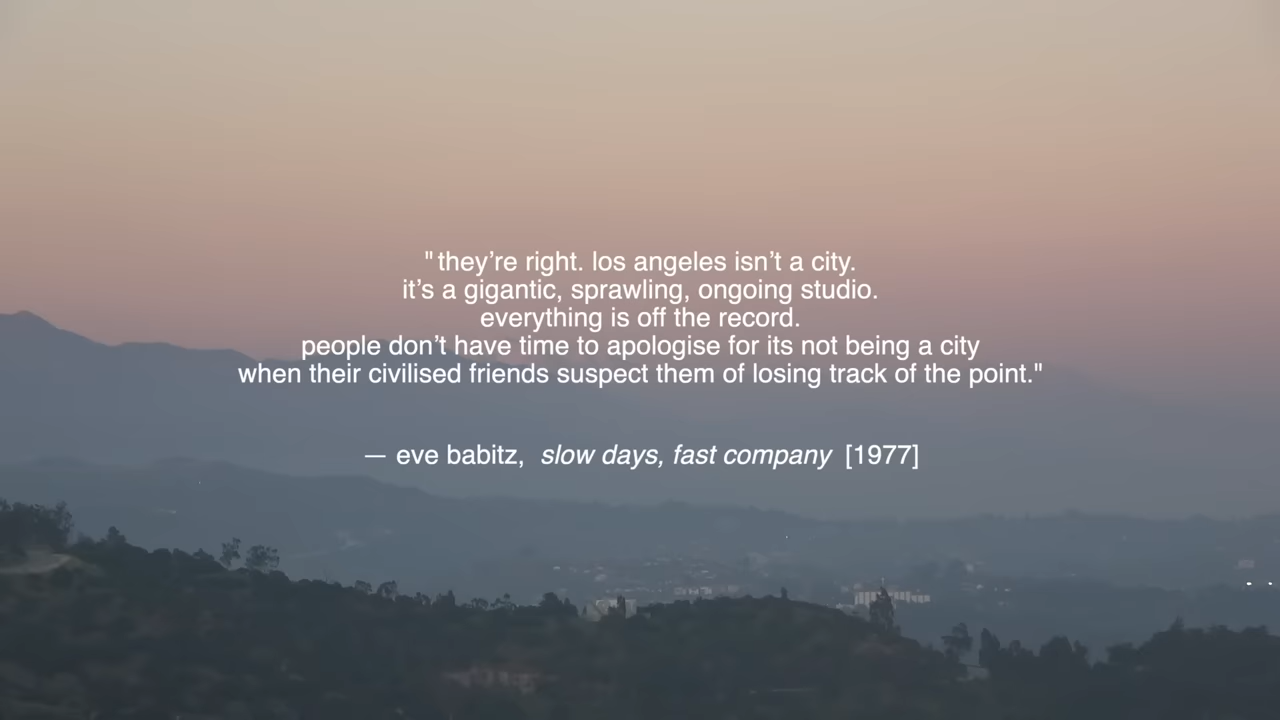 "they’re right. los angeles isn’t a city.
it’s a gigantic, sprawling, ongoing studio.
everything is off the record.
people don’t have time to apologise for its not being a city
when their civilised friends suspect them of losing track of the point."
— eve babitz, slow days, fast company [1977]